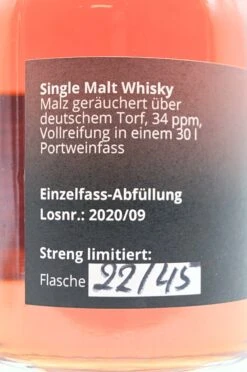 Single Malt Whisky
Malz geräuchert über
deutschem Torf, 34 ppm,
Vollreifung in einem 30 l
Portweinfass
Einzelfass-Abfüllung
Losnr.: 2020/09
Streng limitiert:
Flasche 22/45